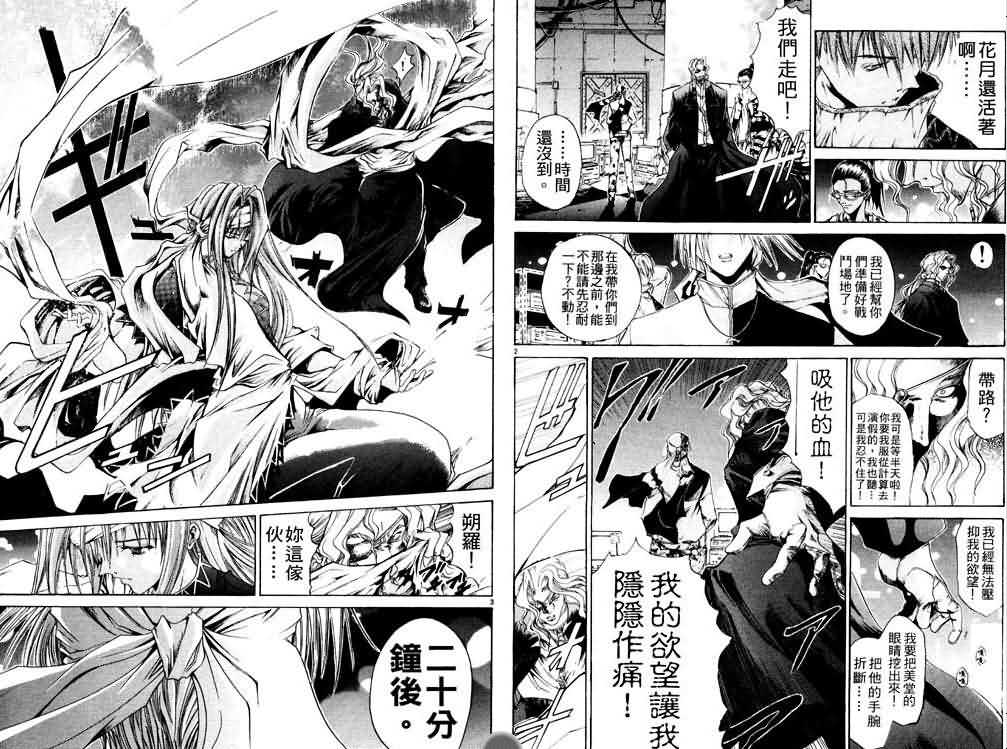 花月還活著
啊……
我們走吧！
……時間
還沒到。
！
我已經幫你
們準備好戰
鬥場地了。
在我帶你們到
那邊之前，能
不能請先忍耐
一下？不動！
帶路？
我可是等半天啦！
你要我服從計算去
演假的，我也聽…
可是我忍不住了！
我已經無法壓
抑我的欲望！
我要把美堂的
眼睛挖出來！
把他的手腕
折斷……
吸他的血！
我的欲望讓我
隱隱作痛！
2
！
朔羅！
妳這傢
伙……
3
二十分
鐘後。